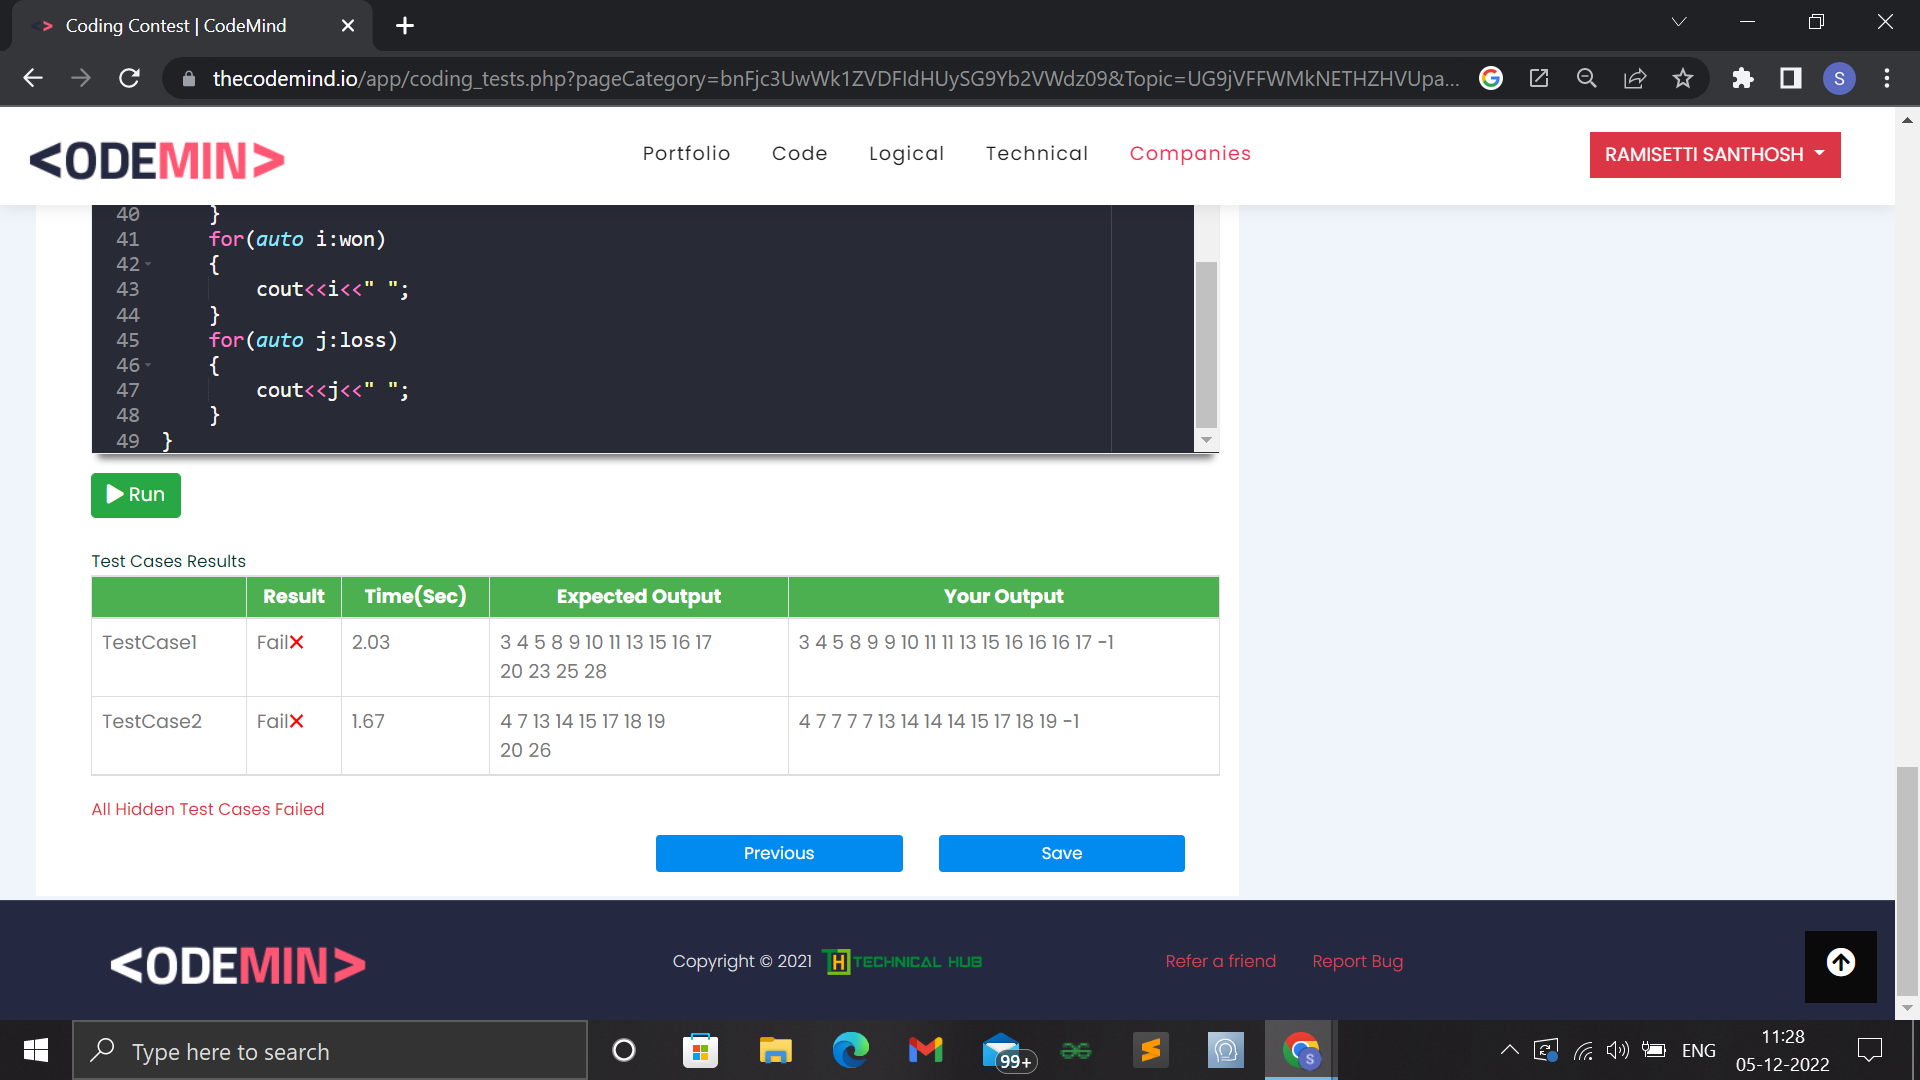 Coding Contest | CodeMind
thecodemind.io/app/coding_tests.php?pageCategory=bnFjc3UwWk1ZVDFIdHUySG9Yb2VWdz09&Topic=UG9jVFFWMkNETHZHVUpa...
S
<ODEMIN>
Portfolio Code Logical Technical Companies
RAMISETTI SANTHOSH
40 }
41 for(auto i:won)
42 {
43 cout<<i<<" ";
44 }
45 for(auto j:loss)
46 {
47 cout<<j<<" ";
48 }
49 }
Run
Test Cases Results
Result Time(Sec) Expected Output Your Output
TestCase1 Fail 2.03 3 4 5 8 9 10 11 13 15 16 17 3 4 5 8 9 9 10 11 11 13 15 16 16 16 17 -1
20 23 25 28
TestCase2 Fail 1.67 4 7 13 14 15 17 18 19 4 7 7 7 7 13 14 14 14 15 17 18 19 -1
20 26
All Hidden Test Cases Failed
Previous Save
<ODEMIN>
Copyright © 2021 TH TECHNICAL HUB Refer a friend Report Bug
Type here to search
99+
S
ENG
11:28
05-12-2022